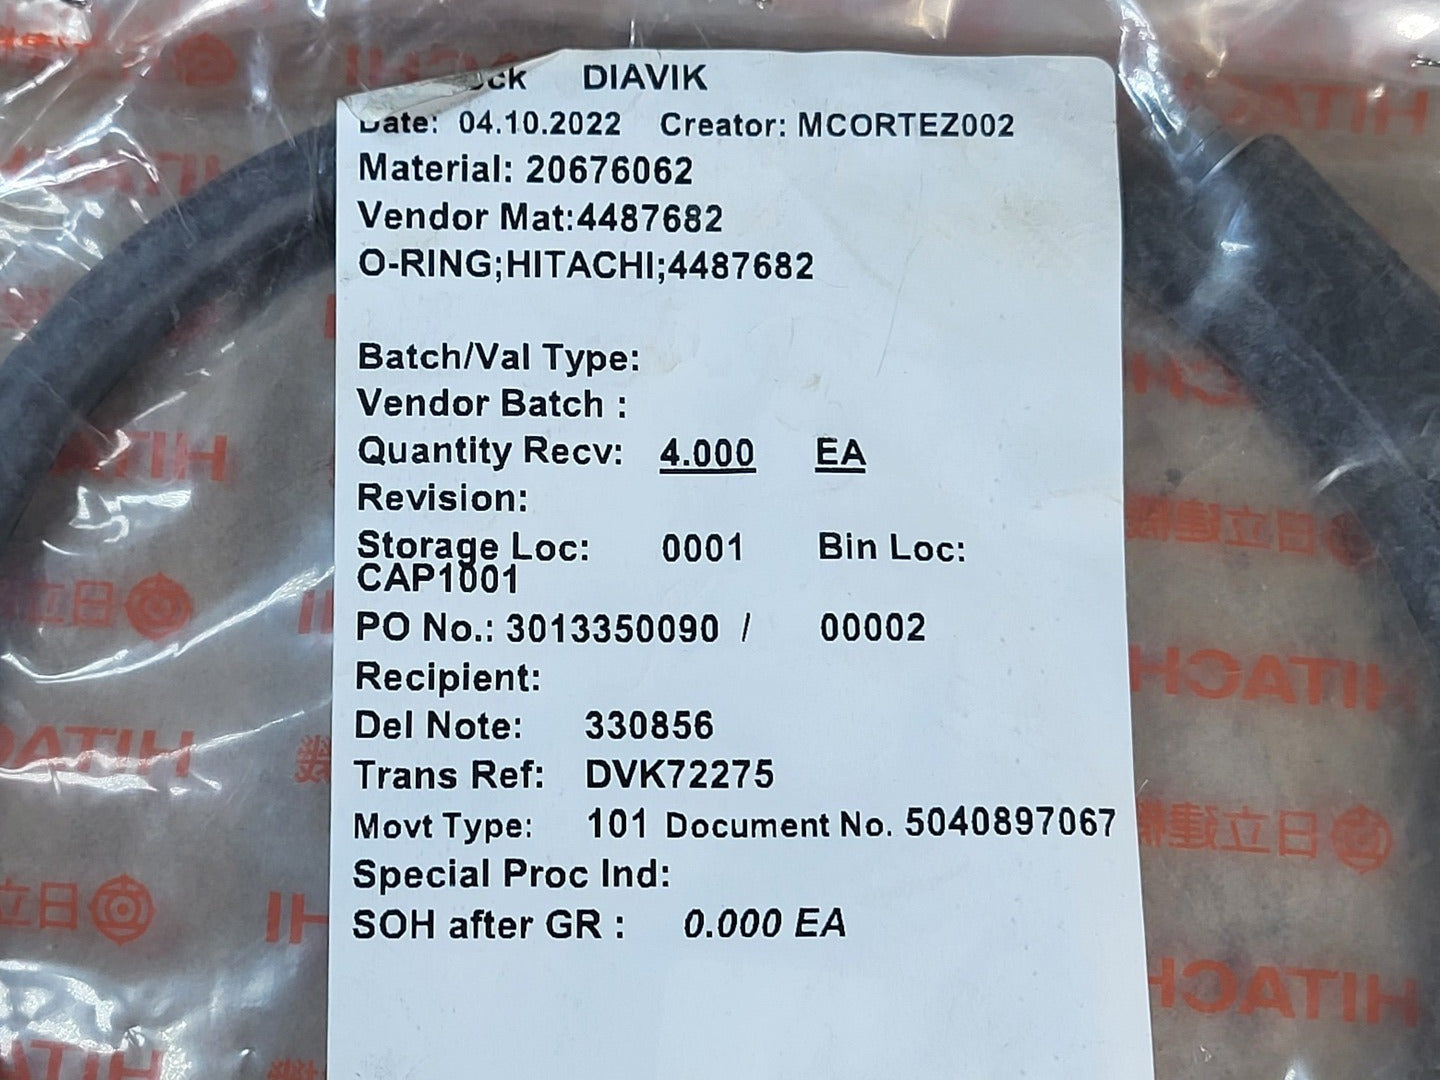 DIAVIK
Date: 04.10.2022 Creator: MCORTEZ002
Material: 20676062
Vendor Mat:4487682
O-RING;HITACHI;4487682
Batch/Val Type:
Vendor Batch :
Quantity Recv: 4.000 EA
Revision:
Storage Loc: 0001 Bin Loc:
CAP1001
PO No.: 3013350090 / 00002
Recipient:
Del Note: 330856
Trans Ref: DVK72275
Movt Type: 101 Document No. 5040897067
Special Proc Ind:
SOH after GR : 0.000 EA
HITACHI
日立建機